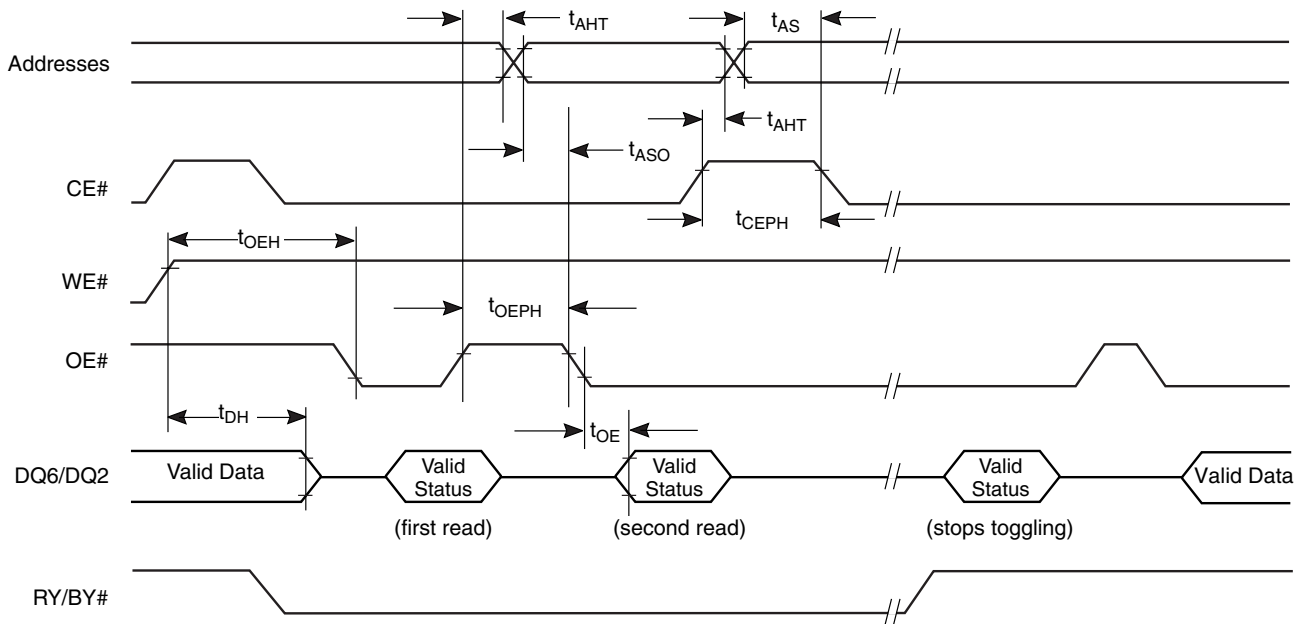 tAHT
tAS
Addresses
tAHT
tASO
CE#
tCEPH
tOEH
WE#
tOEPH
OE#
tDH
tOE
DQ6/DQ2
Valid Data
Valid
Status
Valid
Status
Valid
Status
Valid Data
(first read)
(second read)
(stops toggling)
RY/BY#